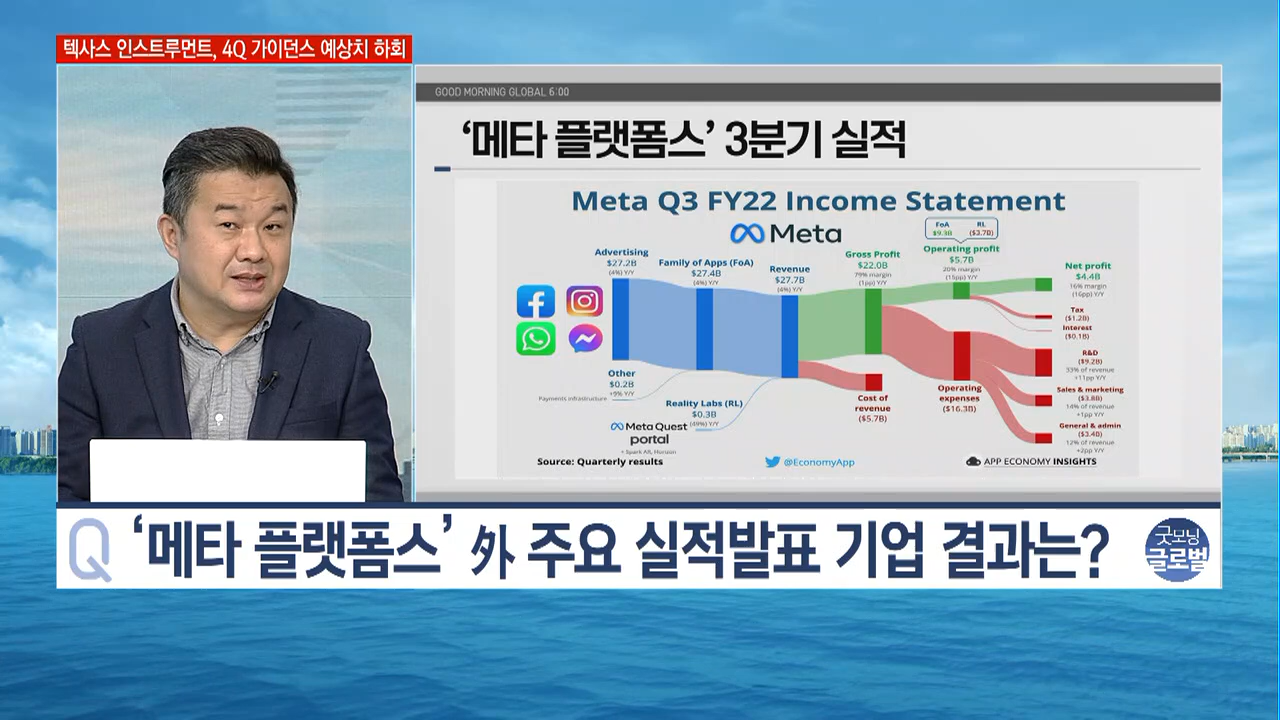 텍사스 인스트루먼트, 4Q 가이던스 예상치 하회
GOOD MORNING GLOBAL 6:00
‘메타 플랫폼스’ 3분기 실적
Meta Q3 FY22 Income Statement
Meta
FoA RL
$9.3B ($3.7B)
Advertising
$27.2B
(4%) Y/Y
Family of Apps (FoA)
$27.4B
(4%) Y/Y
Revenue
$27.7B
(4%) Y/Y
Gross Profit
$22.0B
79% margin
(1pp) Y/Y
Operating profit
$5.7B
20% margin
(15pp) Y/Y
Net profit
$4.4B
16% margin
(16pp) Y/Y
Tax
($1.2B)
Interest
($0.1B)
R&D
($9.2B)
33% of revenue
+11pp Y/Y
Other
$0.2B
+9% Y/Y
Payments infrastructure
Reality Labs (RL)
$0.3B
(49%) Y/Y
Meta Quest
portal
+ Spark AR, Horizon
Cost of
revenue
($5.7B)
Operating
expenses
($16.3B)
Sales & marketing
($3.8B)
14% of revenue
+1pp Y/Y
General & admin
($3.4B)
12% of revenue
+2pp Y/Y
Source: Quarterly results
@EconomyApp
APP ECONOMY INSIGHTS
Q ‘메타 플랫폼스’ 外 주요 실적발표 기업 결과는?
굿모닝
글로벌